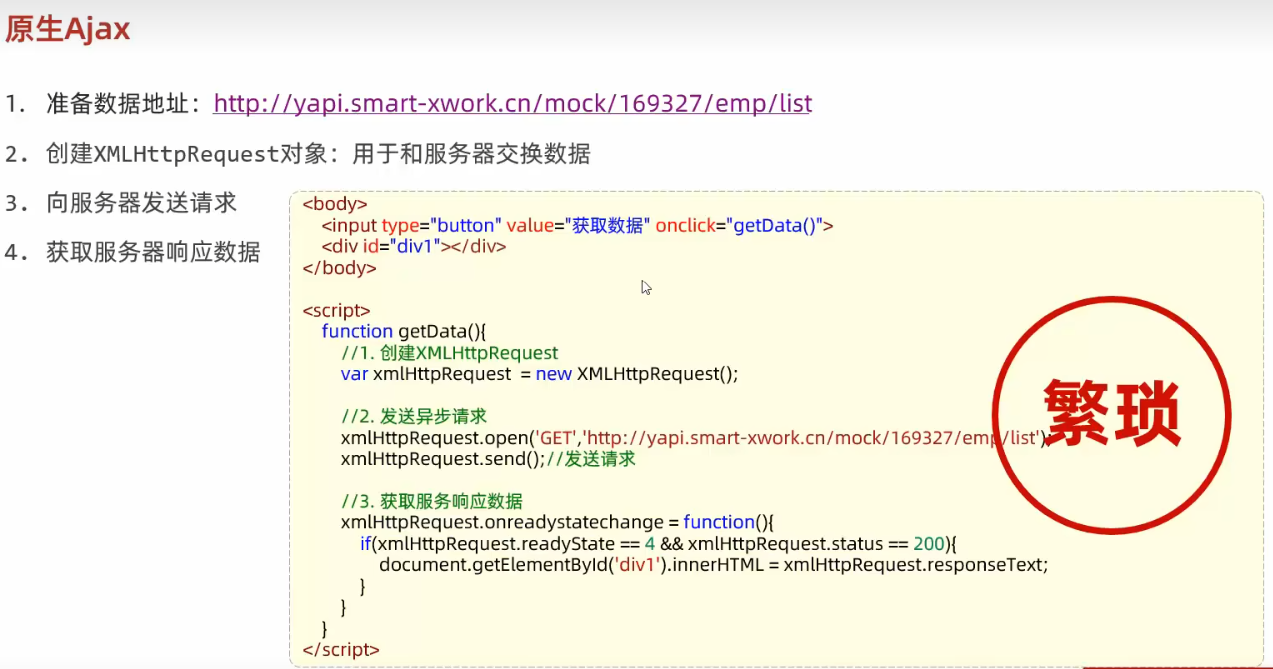 原生Ajax
1. 准备数据地址：http://yapi.smart-xwork.cn/mock/169327/emp/list
2. 创建XMLHttpRequest对象：用于和服务器交换数据
3. 向服务器发送请求
4. 获取服务器响应数据
<body>
<input type="button" value="获取数据" onclick="getData()">
<div id="div1"></div>
</body>
<script>
function getData(){
//1. 创建XMLHttpRequest
var xmlHttpRequest = new XMLHttpRequest();
//2. 发送异步请求
xmlHttpRequest.open('GET','http://yapi.smart-xwork.cn/mock/169327/emp/list');
xmlHttpRequest.send();//发送请求
//3. 获取服务响应数据
xmlHttpRequest.onreadystatechange = function(){
if(xmlHttpRequest.readyState == 4 && xmlHttpRequest.status == 200){
document.getElementById('div1').innerHTML = xmlHttpRequest.responseText;
}
}
}
</script>
繁琐